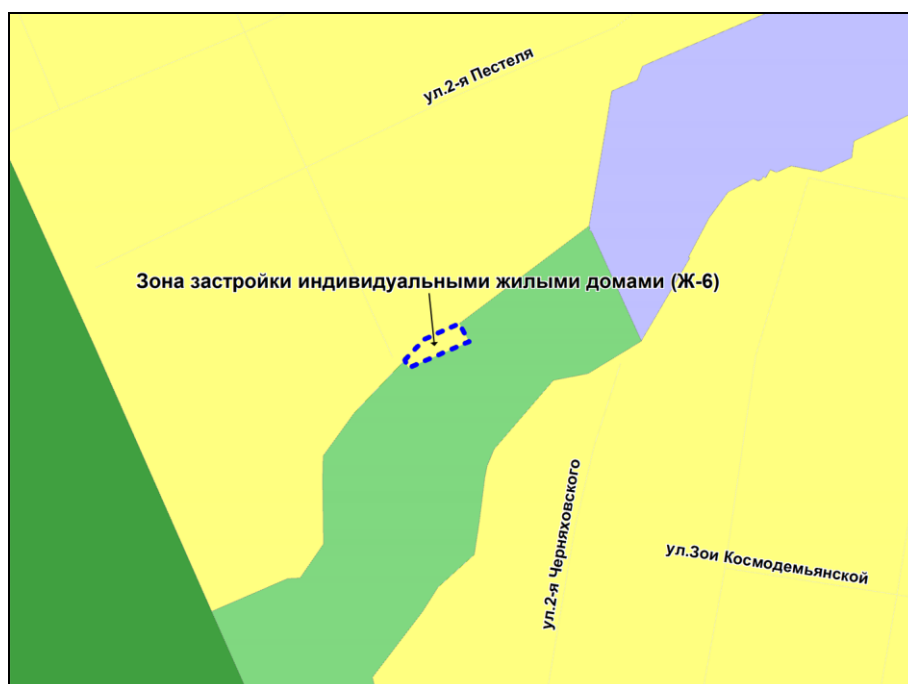 ул.2-я Пестеля
Зона застройки индивидуальными жилыми домами (Ж-6)
ул.2-я Черняховского
ул.Зои Космодемьянской